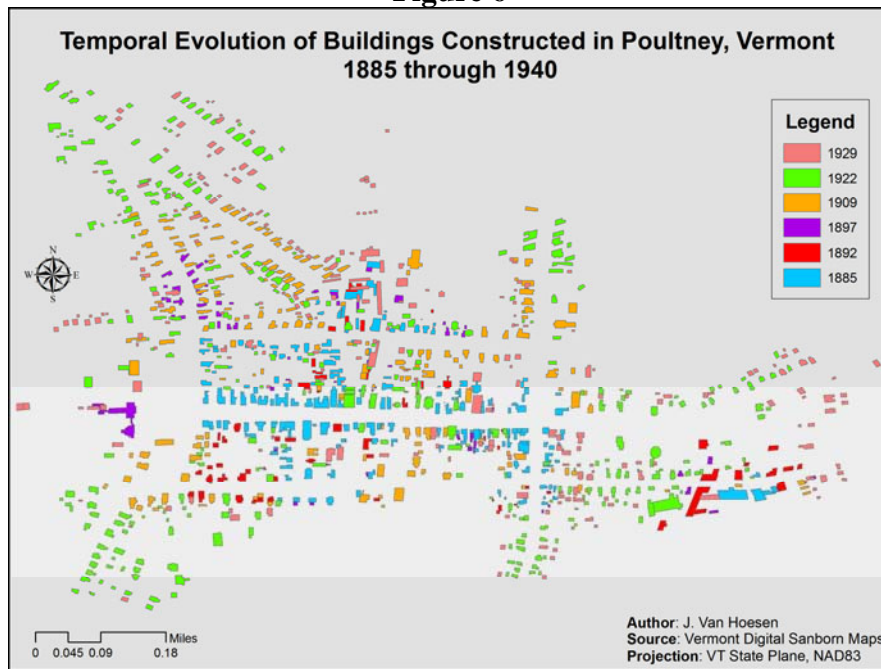 Figure 8
Temporal Evolution of Buildings Constructed in Poultney, Vermont
1885 through 1940
Legend
1929
1922
1909
1897
1892
1885
N
W E
S
Miles
0 0.045 0.09 0.18
Author: J. Van Hoesen
Source: Vermont Digital Sanborn Maps
Projection: VT State Plane, NAD83